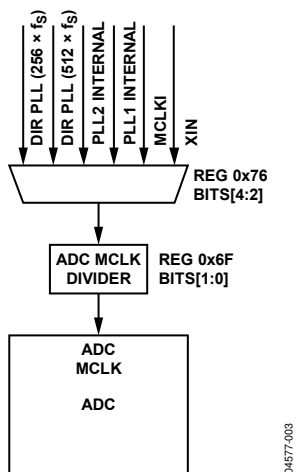 DIR PLL (256 × fS)
DIR PLL (512 × fS)
PLL2 INTERNAL
PLL1 INTERNAL
MCLKI
XIN
REG 0x76
BITS[4:2]
ADC MCLK
DIVIDER
REG 0x6F
BITS[1:0]
ADC
MCLK
ADC
04577-003